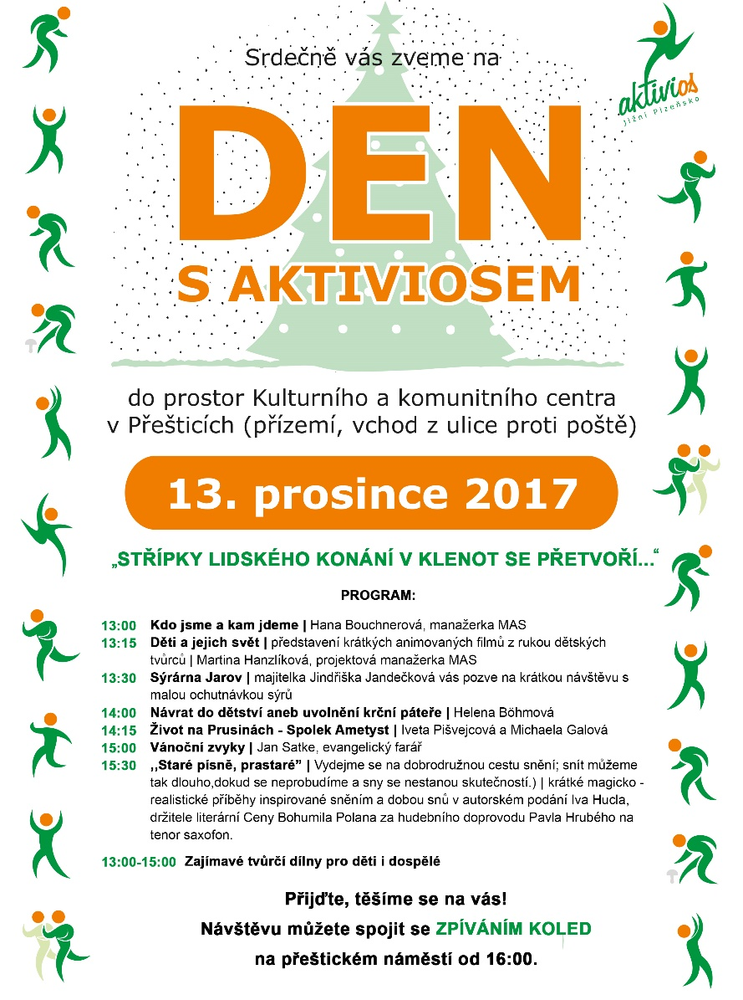 Srdečně vás zveme na
aktivios
Jižní Plzeňsko
DEN
S AKTIVIOSEM
do prostor Kulturního a komunitního centra
v Přešticích (přízemí, vchod z ulice proti poště)
13. prosince 2017
„STŘÍPKY LIDSKÉHO KONÁNÍ V KLENOT SE PŘETVOŘÍ...“
PROGRAM:
13:00 Kdo jsme a kam jdeme | Hana Bouchnerová, manažerka MAS
13:15 Děti a jejich svět | představení krátkých animovaných filmů z rukou dětských
tvůrců | Martina Hanzlíková, projektová manažerka MAS
13:30 Sýrárna Jarov | majitelka Jindřiška Jandečková vás pozve na krátkou návštěvu s
malou ochutnávkou sýrů
14:00 Návrat do dětství aneb uvolnění krční páteře | Helena Böhmová
14:15 Život na Prusinách - Spolek Ametyst | Iveta Pišvejcová a Michaela Galová
15:00 Vánoční zvyky | Jan Satke, evangelický farář
15:30 ,,Staré písně, prastaré” | Vydejme se na dobrodružnou cestu snění; snít můžeme
tak dlouho,dokud se neprobudíme a sny se nestanou skutečností.) | krátké magicko -
realistické příběhy inspirované sněním a dobou snů v autorském podání Iva Hucla,
držitele literární Ceny Bohumila Polana za hudebního doprovodu Pavla Hrubého na
tenor saxofon.
13:00-15:00 Zajímavé tvůrčí dílny pro děti i dospělé
Přijďte, těšíme se na vás!
Návštěvu můžete spojit se ZPÍVÁNÍM KOLED
na přeštickém náměstí od 16:00.